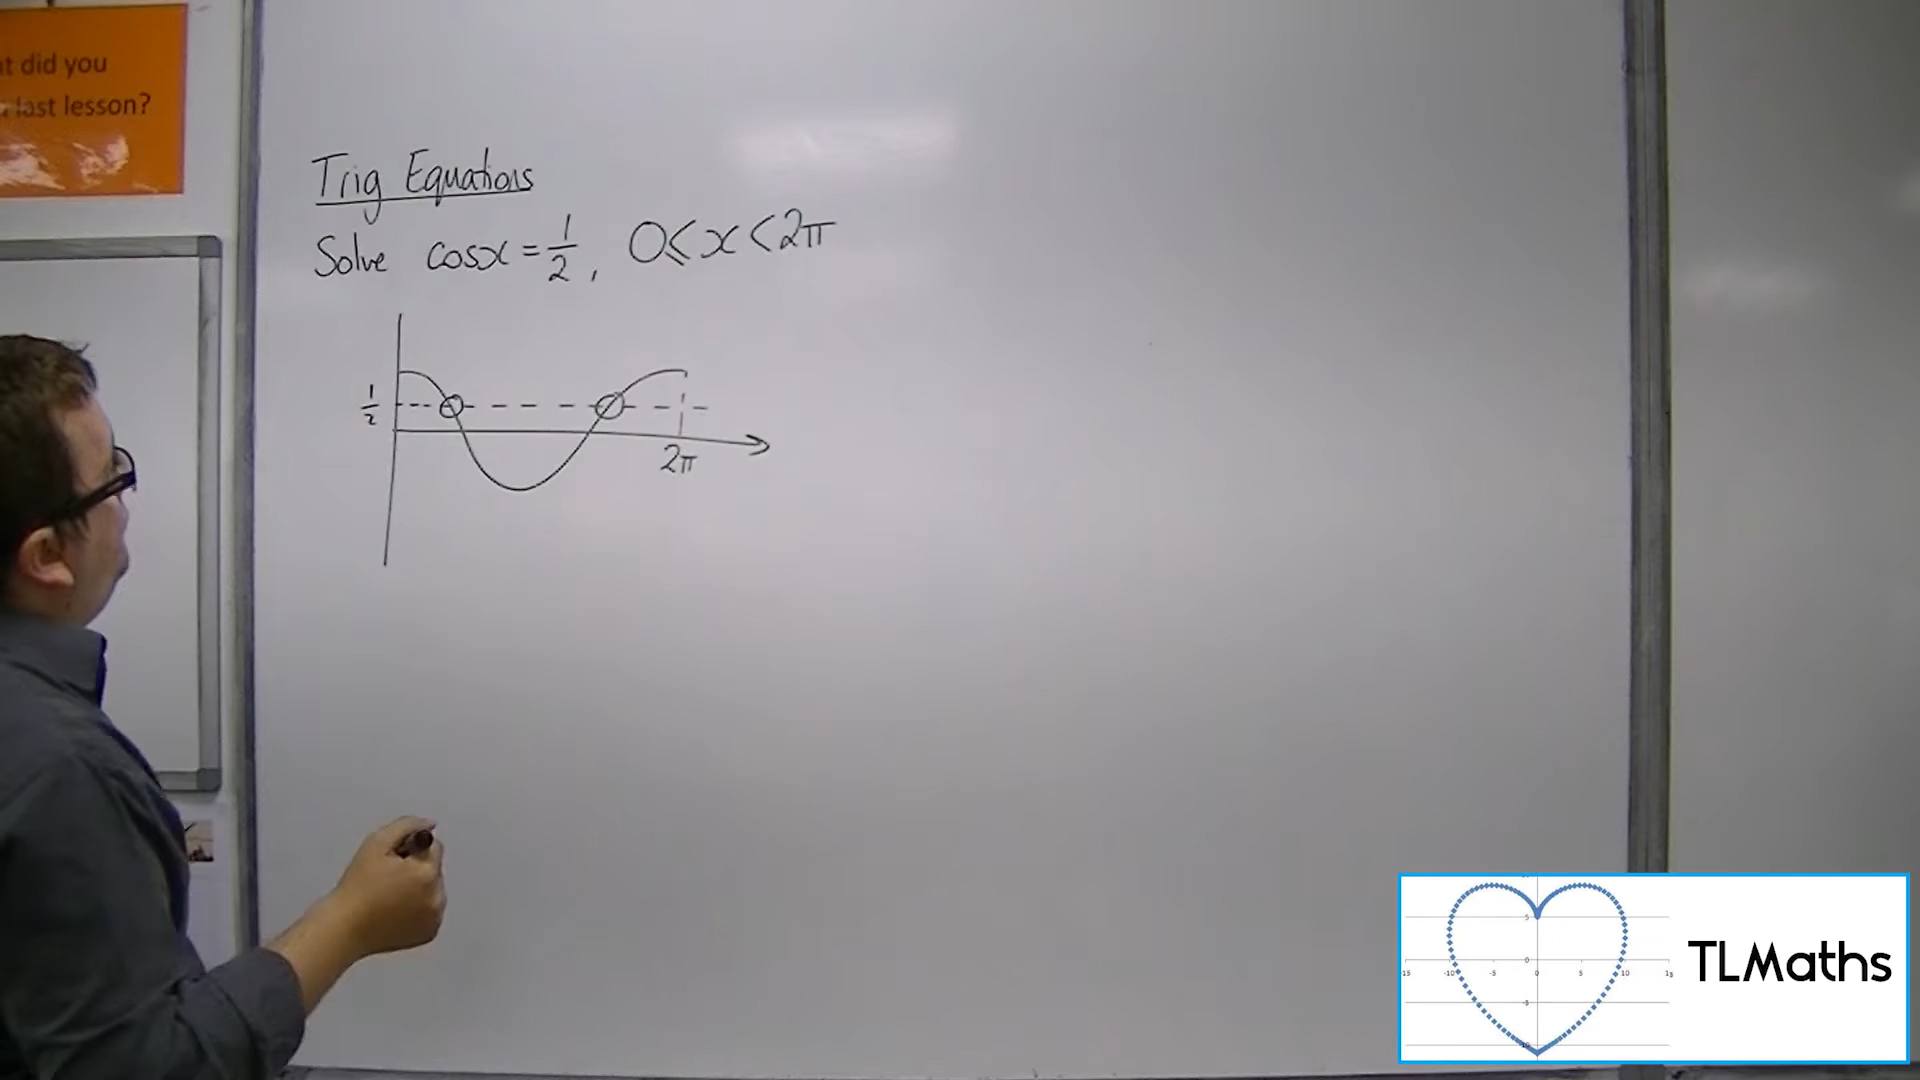 t did you
last lesson?
Trig Equations
Solve cosx = 1/2, 0 ⩽ x < 2π
1/2
2π
TLMaths